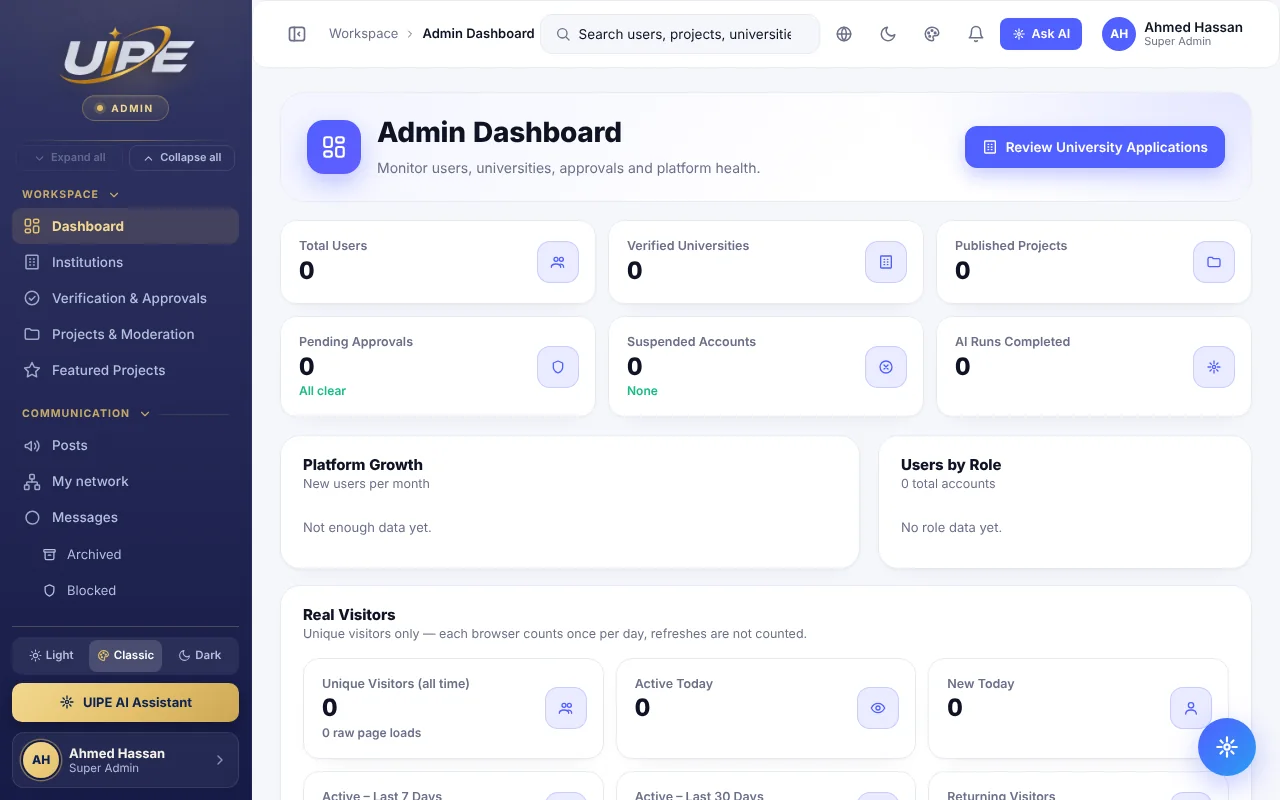 UIPE
ADMIN
Expand all
Collapse all
WORKSPACE
Dashboard
Institutions
Verification & Approvals
Projects & Moderation
Featured Projects
COMMUNICATION
Posts
My network
Messages
Archived
Blocked
Light
Classic
Dark
UIPE AI Assistant
AH
Ahmed Hassan
Super Admin
Workspace
Admin Dashboard
Search users, projects, universitie
Ask AI
AH
Ahmed Hassan
Super Admin
Admin Dashboard
Monitor users, universities, approvals and platform health.
Review University Applications
Total Users
0
Verified Universities
0
Published Projects
0
Pending Approvals
0
All clear
Suspended Accounts
0
None
AI Runs Completed
0
Platform Growth
New users per month
Not enough data yet.
Users by Role
0 total accounts
No role data yet.
Real Visitors
Unique visitors only — each browser counts once per day, refreshes are not counted.
Unique Visitors (all time)
0
0 raw page loads
Active Today
0
New Today
0
Active – Last 7 Days
Active – Last 30 Days
Returning Visitors